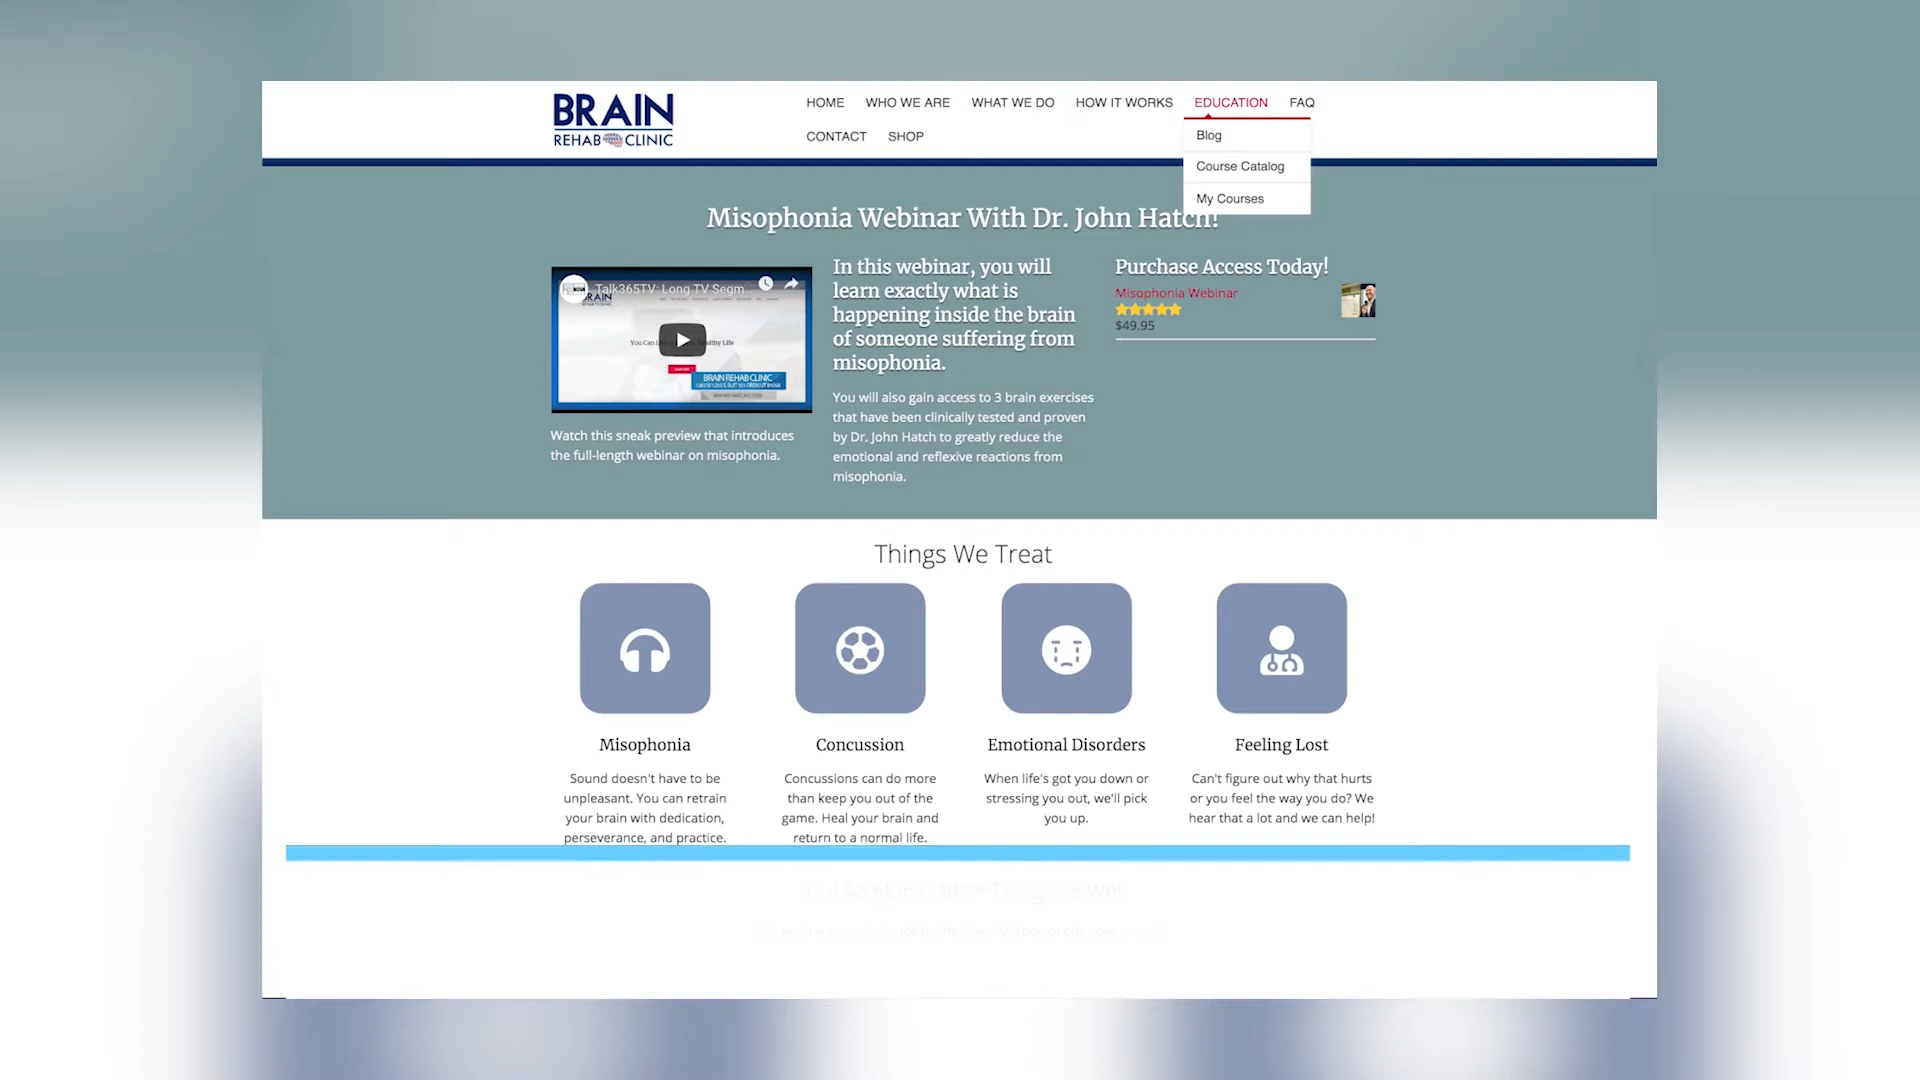 BRAIN
REHAB CLINIC
HOME WHO WE ARE WHAT WE DO HOW IT WORKS EDUCATION FAQ
CONTACT SHOP
Blog
Course Catalog
My Courses
Misophonia Webinar With Dr. John Hatch!
Talk365TV: Long TV Segm...
BRAIN REHAB CLINIC
Watch this sneak preview that introduces
the full-length webinar on misophonia.
In this webinar, you will
learn exactly what is
happening inside the brain
of someone suffering from
misophonia.
You will also gain access to 3 brain exercises
that have been clinically tested and proven
by Dr. John Hatch to greatly reduce the
emotional and reflexive reactions from
misophonia.
Purchase Access Today!
Misophonia Webinar
$49.95
Things We Treat
Misophonia
Sound doesn't have to be
unpleasant. You can retrain
your brain with dedication,
perseverance, and practice.
Concussion
Concussions can do more
than keep you out of the
game. Heal your brain and
return to a normal life.
Emotional Disorders
When life's got you down or
stressing you out, we'll pick
you up.
Feeling Lost
Can't figure out why that hurts
or you feel the way you do? We
hear that a lot and we can help!